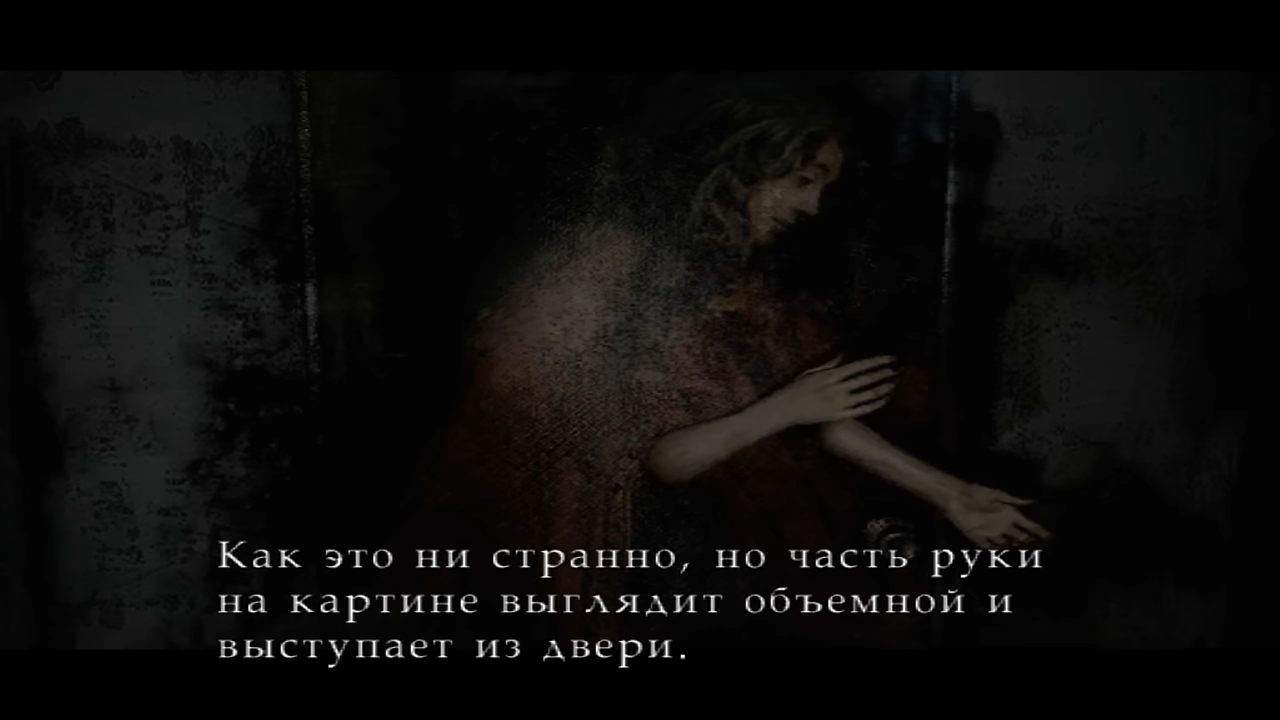 Как это ни странно, но часть руки
на картине выглядит объемной и
выступает из двери.